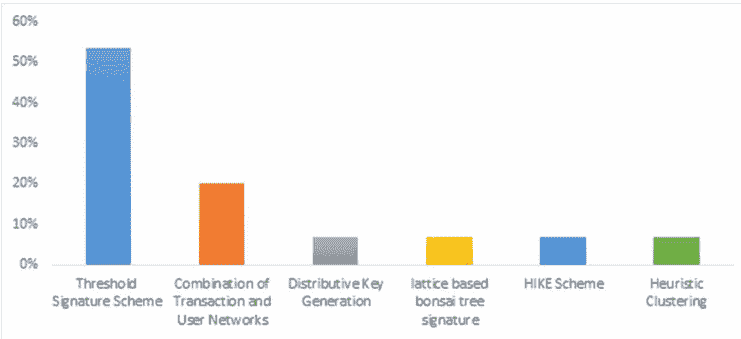 60%
50%
40%
30%
20%
10%
0%
Threshold
Signature Scheme
Combination of
Transaction and
User Networks
Distributive Key
Generation
lattice based
bonsai tree
signature
HIKE Scheme
Heuristic
Clustering